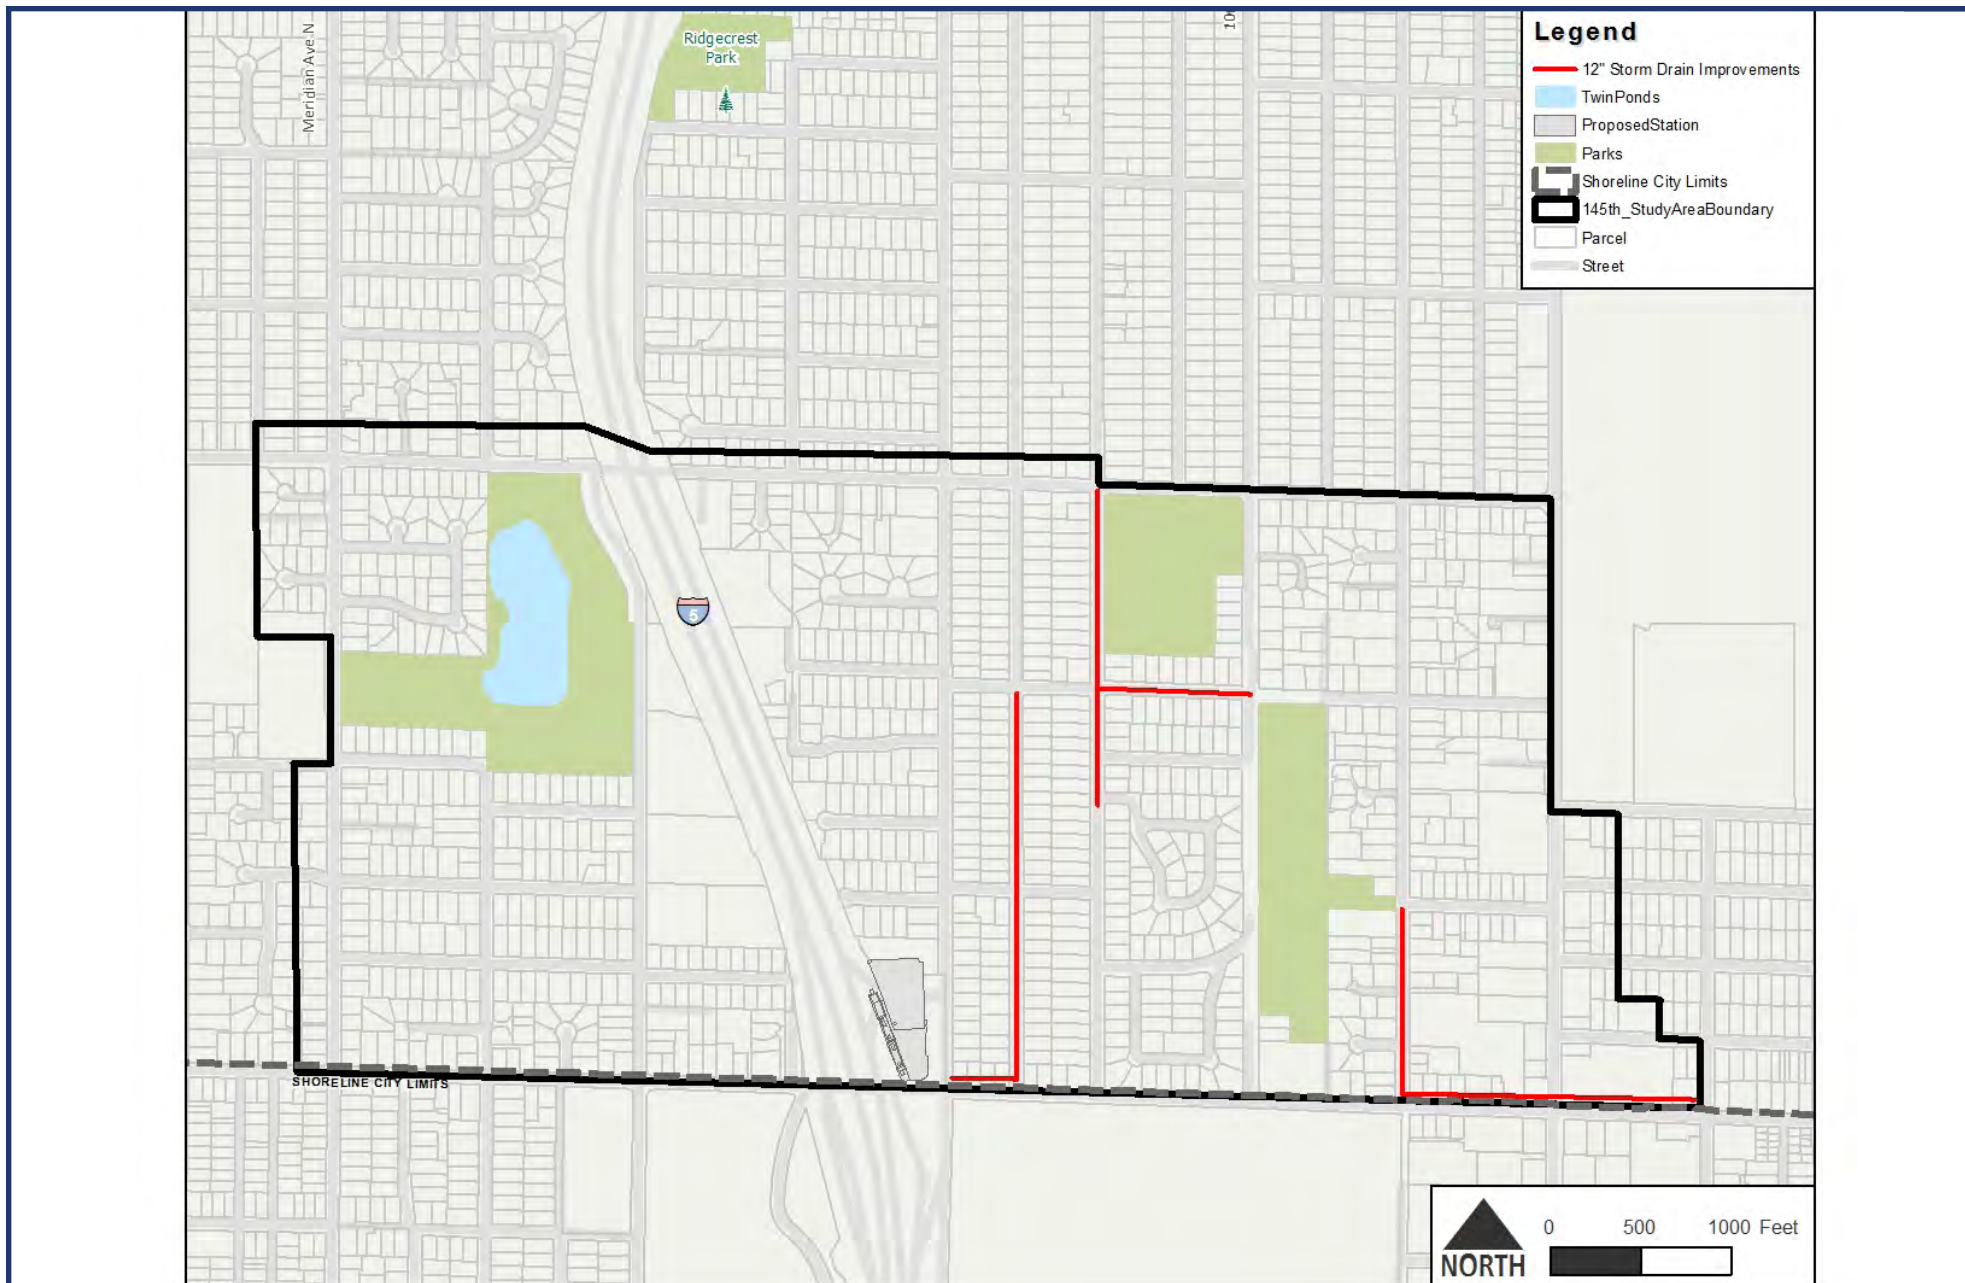 Meridian Ave N
Ridgecrest
Park
Legend
12" Storm Drain Improvements
TwinPonds
ProposedStation
Parks
Shoreline City Limits
145th_StudyAreaBoundary
Parcel
Street
5
SHORELINE CITY LIMITS
0 500 1000 Feet
NORTH